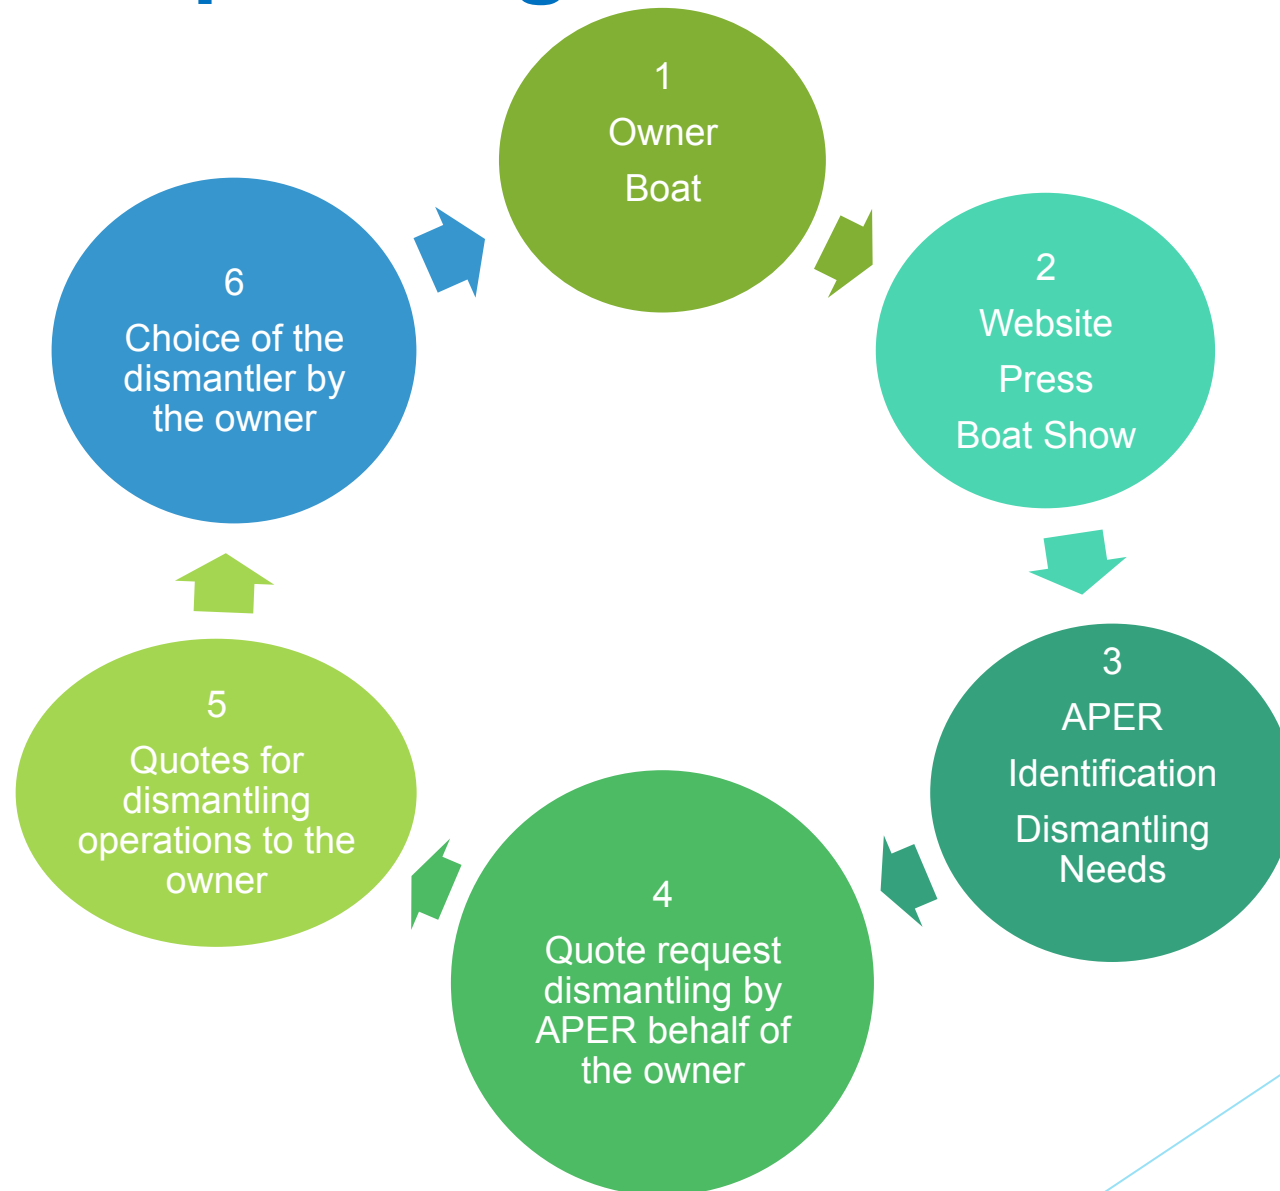 1
Owner
Boat
2
Website
Press
Boat Show
3
APER
Identification
Dismantling
Needs
4
Quote request
dismantling by
APER behalf of
the owner
5
Quotes for
dismantling
operations to the
owner
6
Choice of the
dismantler by
the owner